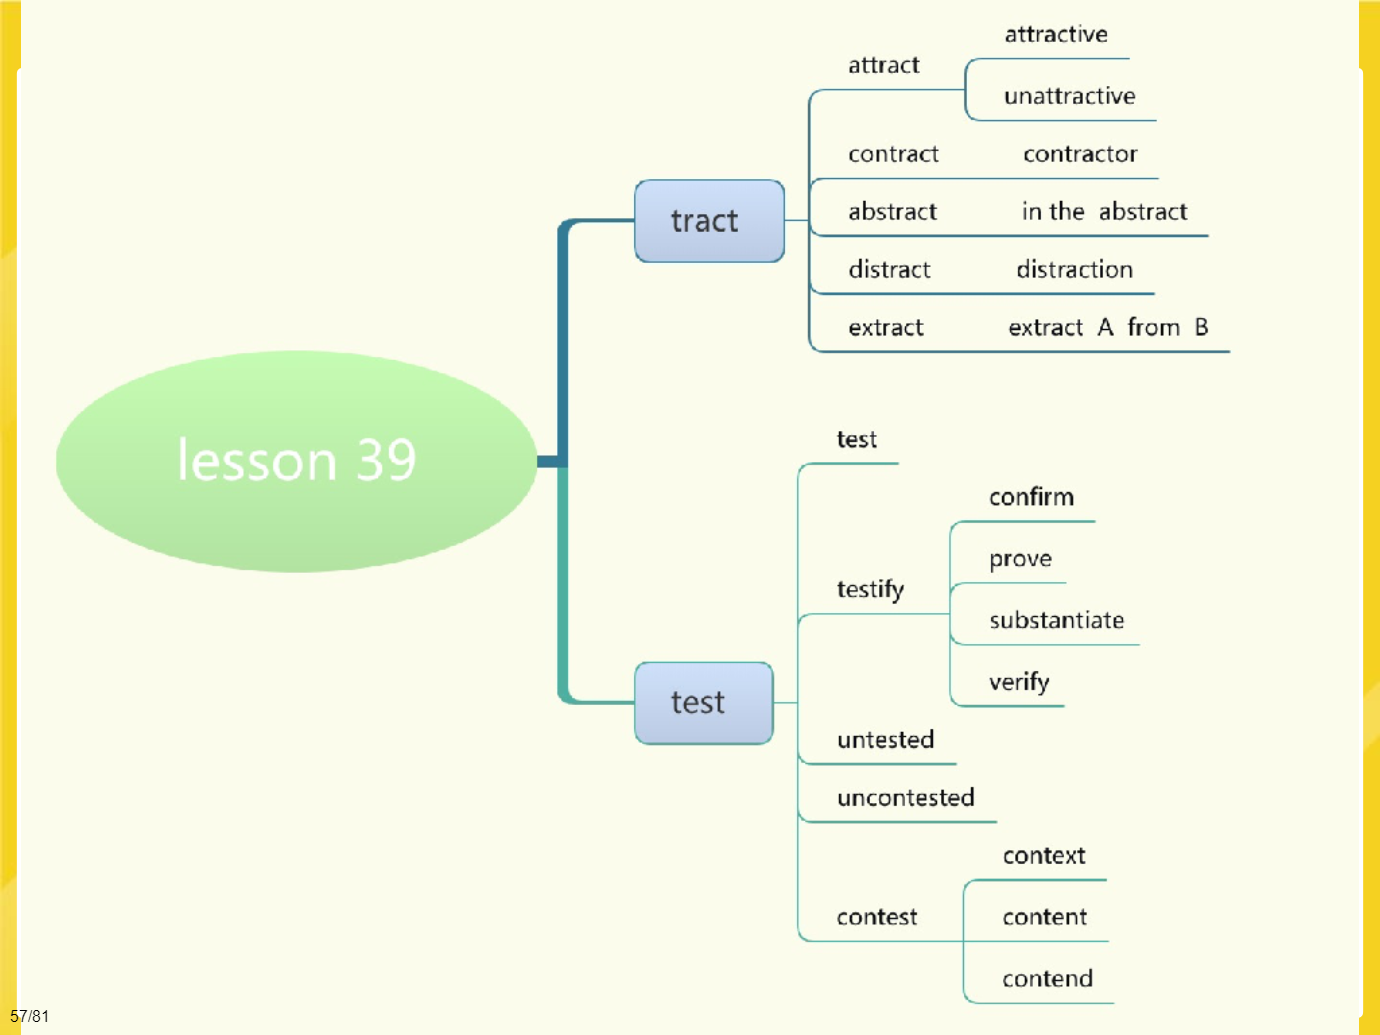 lesson 39
tract
attract
attractive
unattractive
contract contractor
abstract in the abstract
distract distraction
extract extract A from B
test
test
testify
confirm
prove
substantiate
verify
untested
uncontested
contest
context
content
contend
57/81